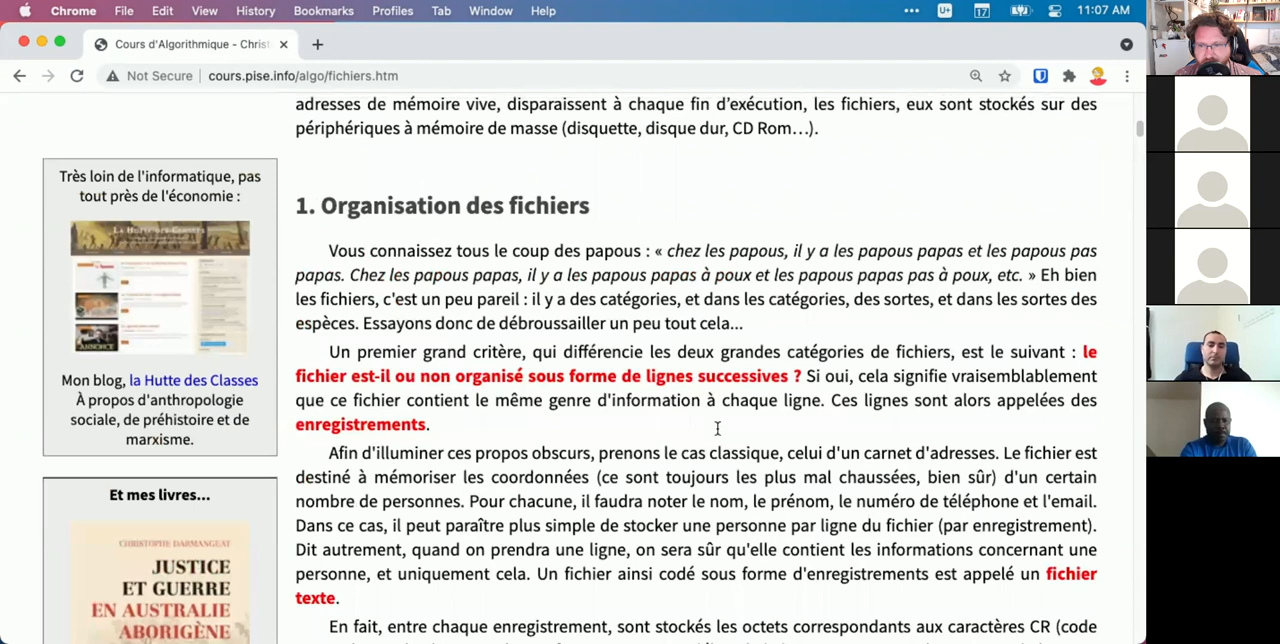 Chrome File Edit View History Bookmarks Profiles Tab Window Help ••• U+ 17 11:07 AM
Cours d'Algorithmique - Christ
Not Secure cours.pise.info/algo/fichiers.htm
adresses de mémoire vive, disparaissent à chaque fin d'exécution, les fichiers, eux sont stockés sur des
périphériques à mémoire de masse (disquette, disque dur, CD Rom…).
Très loin de l'informatique, pas
tout près de l'économie :
LA HUTTE DES CLASSES
ANNONCE
Mon blog, la Hutte des Classes
À propos d'anthropologie
sociale, de préhistoire et de
marxisme.
Et mes livres...
CHRISTOPHE DARMANGEAT
JUSTICE
ET GUERRE
EN AUSTRALIE
ABORIGÈNE
1. Organisation des fichiers
Vous connaissez tous le coup des papous : « chez les papous, il y a les papous papas et les papous pas
papas. Chez les papous papas, il y a les papous papas à poux et les papous papas pas à poux, etc. » Eh bien
les fichiers, c'est un peu pareil : il y a des catégories, et dans les catégories, des sortes, et dans les sortes des
espèces. Essayons donc de débroussailler un peu tout cela...
Un premier grand critère, qui différencie les deux grandes catégories de fichiers, est le suivant : le
fichier est-il ou non organisé sous forme de lignes successives ? Si oui, cela signifie vraisemblablement
que ce fichier contient le même genre d'information à chaque ligne. Ces lignes sont alors appelées des
enregistrements.
Afin d'illuminer ces propos obscurs, prenons le cas classique, celui d'un carnet d'adresses. Le fichier est
destiné à mémoriser les coordonnées (ce sont toujours les plus mal chaussées, bien sûr) d'un certain
nombre de personnes. Pour chacune, il faudra noter le nom, le prénom, le numéro de téléphone et l'email.
Dans ce cas, il peut paraître plus simple de stocker une personne par ligne du fichier (par enregistrement).
Dit autrement, quand on prendra une ligne, on sera sûr qu'elle contient les informations concernant une
personne, et uniquement cela. Un fichier ainsi codé sous forme d'enregistrements est appelé un fichier
texte.
En fait, entre chaque enregistrement, sont stockés les octets correspondants aux caractères CR (code